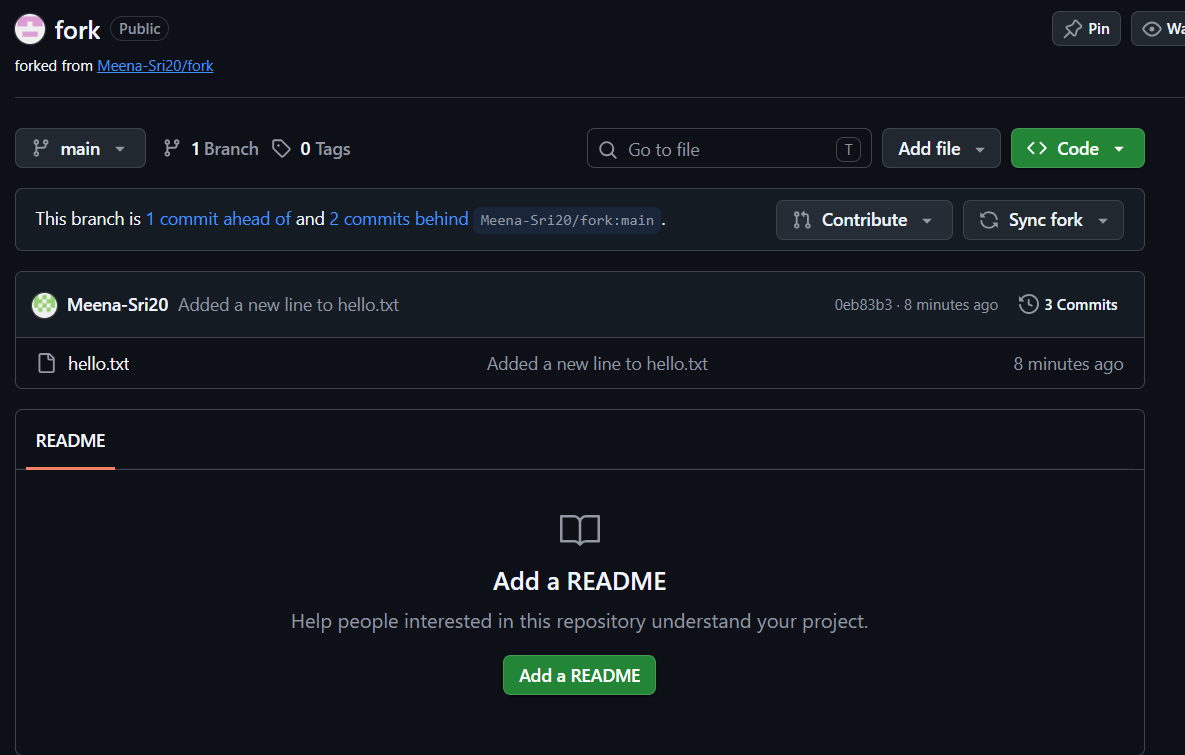 fork Public Pin
forked from Meena-Sri20/fork
main 1 Branch 0 Tags Go to file T Add file Code
This branch is 1 commit ahead of and 2 commits behind Meena-Sri20/fork:main . Contribute Sync fork
Meena-Sri20 Added a new line to hello.txt 0eb83b3 · 8 minutes ago 3 Commits
hello.txt Added a new line to hello.txt 8 minutes ago
README
Add a README
Help people interested in this repository understand your project.
Add a README